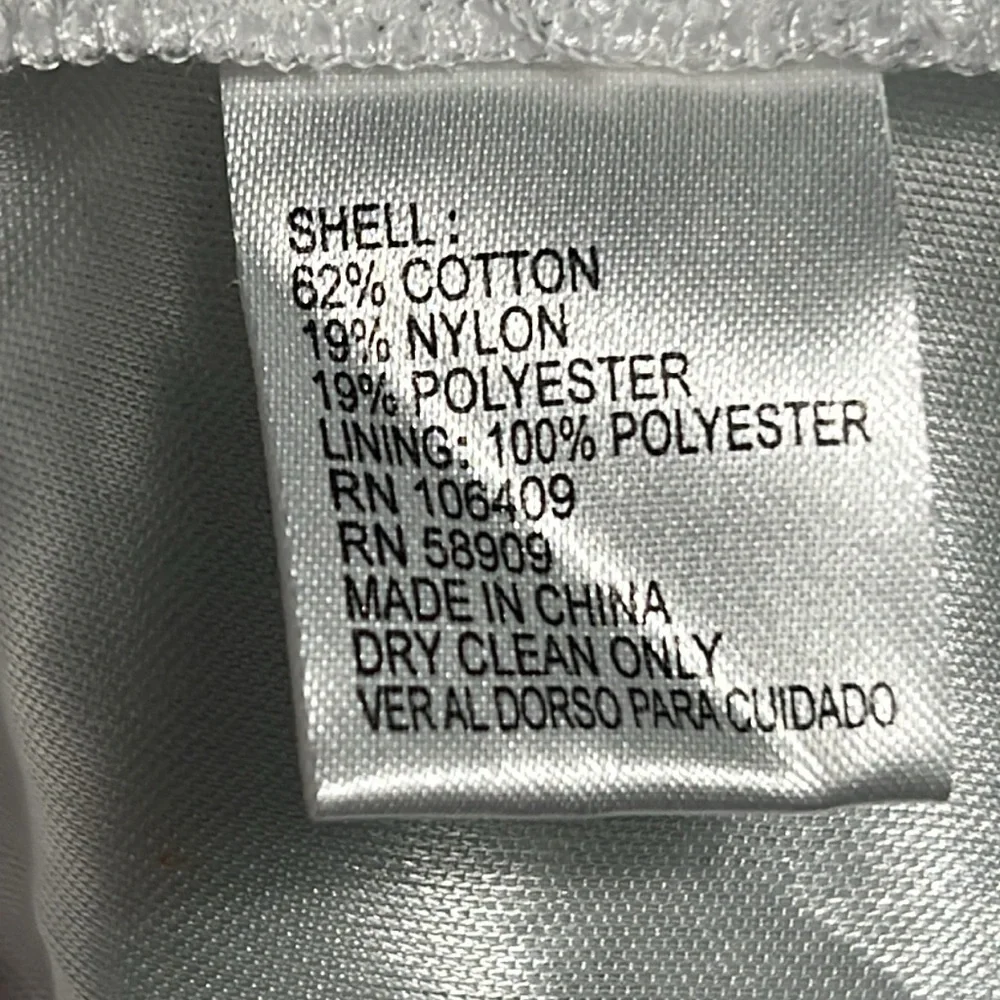 SHELL :
62% COTTON
19% NYLON
19% POLYESTER
LINING: 100% POLYESTER
RN 106409
RN 58909
MADE IN CHINA
DRY CLEAN ONLY
VER AL DORSO PARA CUIDADO